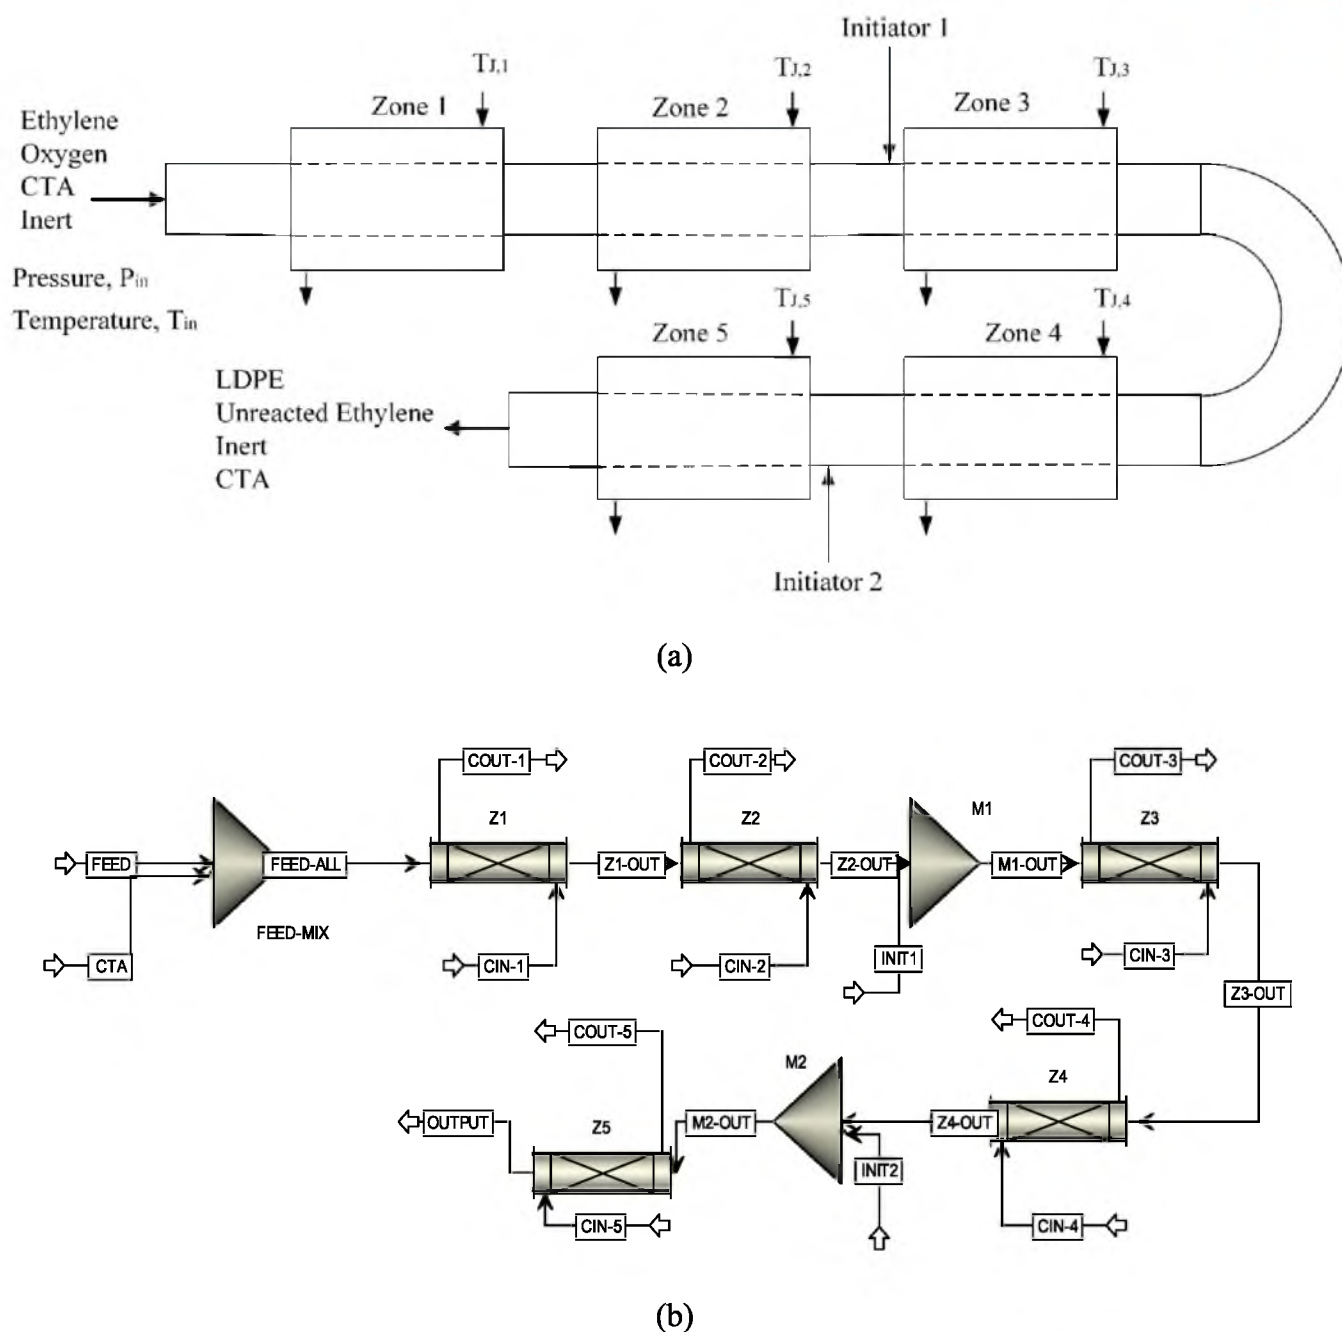 Initiator 1
TJ,1
TJ,2
TJ,3
Zone 1
Zone 2
Zone 3
Ethylene
Oxygen
CTA
Inert
Pressure, Pin
Temperature, Tin
TJ,5
TJ,4
Zone 5
Zone 4
LDPE
Unreacted Ethylene
Inert
CTA
Initiator 2
(a)
COUT-1
COUT-2
COUT-3
Z1
Z2
M1
Z3
FEED
FEED-ALL
Z1-OUT
Z2-OUT
M1-OUT
FEED-MIX
CTA
CIN-1
CIN-2
INIT1
CIN-3
Z3-OUT
COUT-5
COUT-4
M2
Z4
OUTPUT
Z5
M2-OUT
Z4-OUT
INIT2
CIN-5
CIN-4
(b)